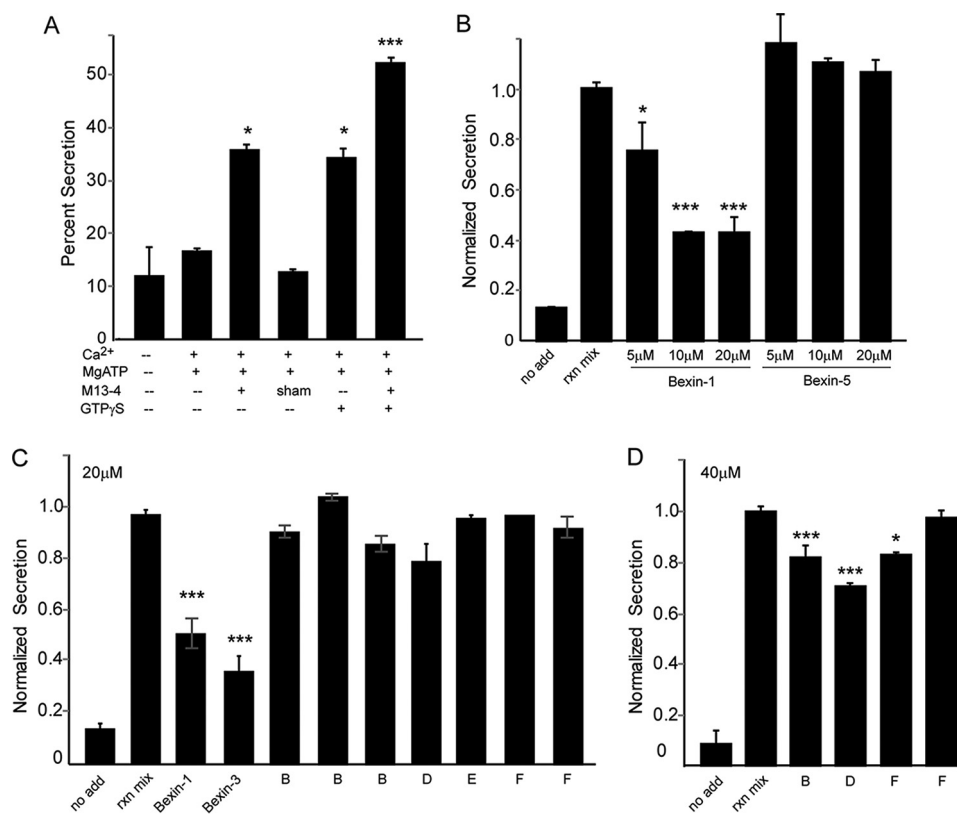 A
Percent Secretion
50
40
30
20
10
0
* * ***
Ca2+ -- + + + + +
MgATP -- + + + + +
M13-4 -- -- + sham -- +
GTPγS -- -- -- -- + +
B
Normalized Secretion
1.0
0.8
0.6
0.4
0.2
0
* *** ***
no add rxn mix 5μM 10μM 20μM 5μM 10μM 20μM
Bexin-1 Bexin-5
C
20μM
Normalized Secretion
1.0
0.8
0.6
0.4
0.2
0
*** ***
no add rxn mix Bexin-1 Bexin-3 B B B D E F F
D
40μM
Normalized Secretion
1.0
0.8
0.6
0.4
0.2
0
*** *** *
no add rxn mix B D F F